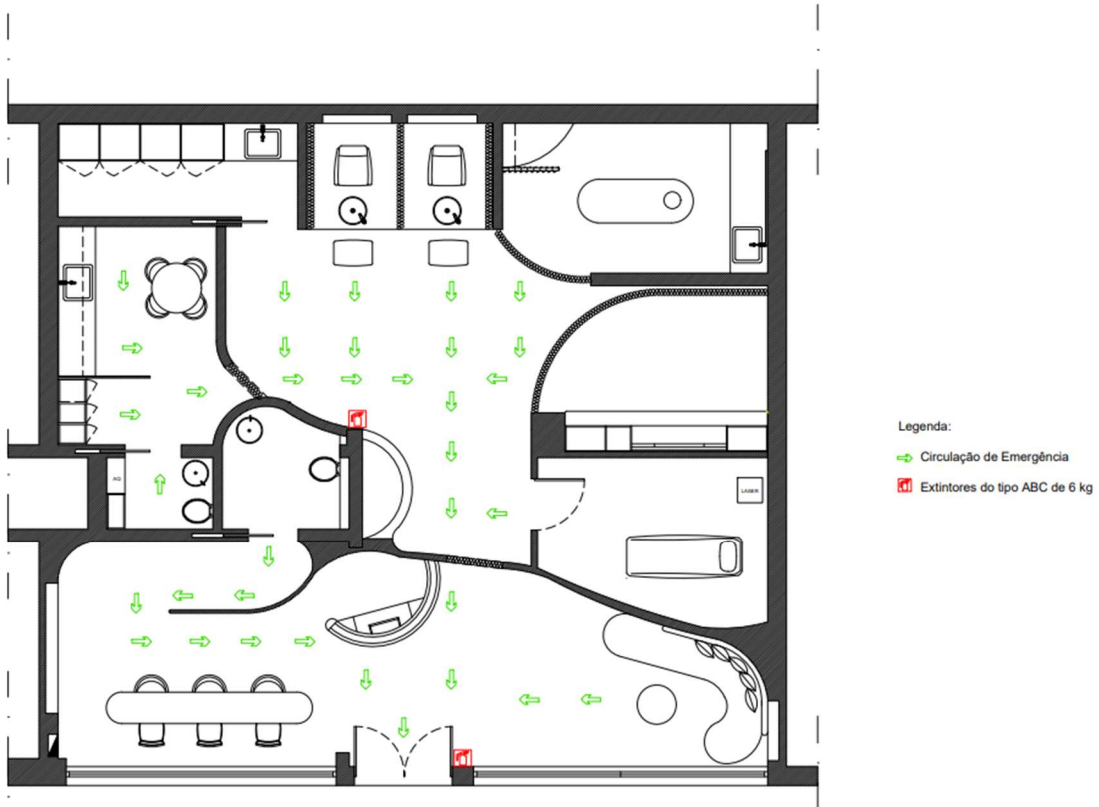 Legenda:
Circulação de Emergência
Extintores do tipo ABC de 6 kg
AQ
LASER